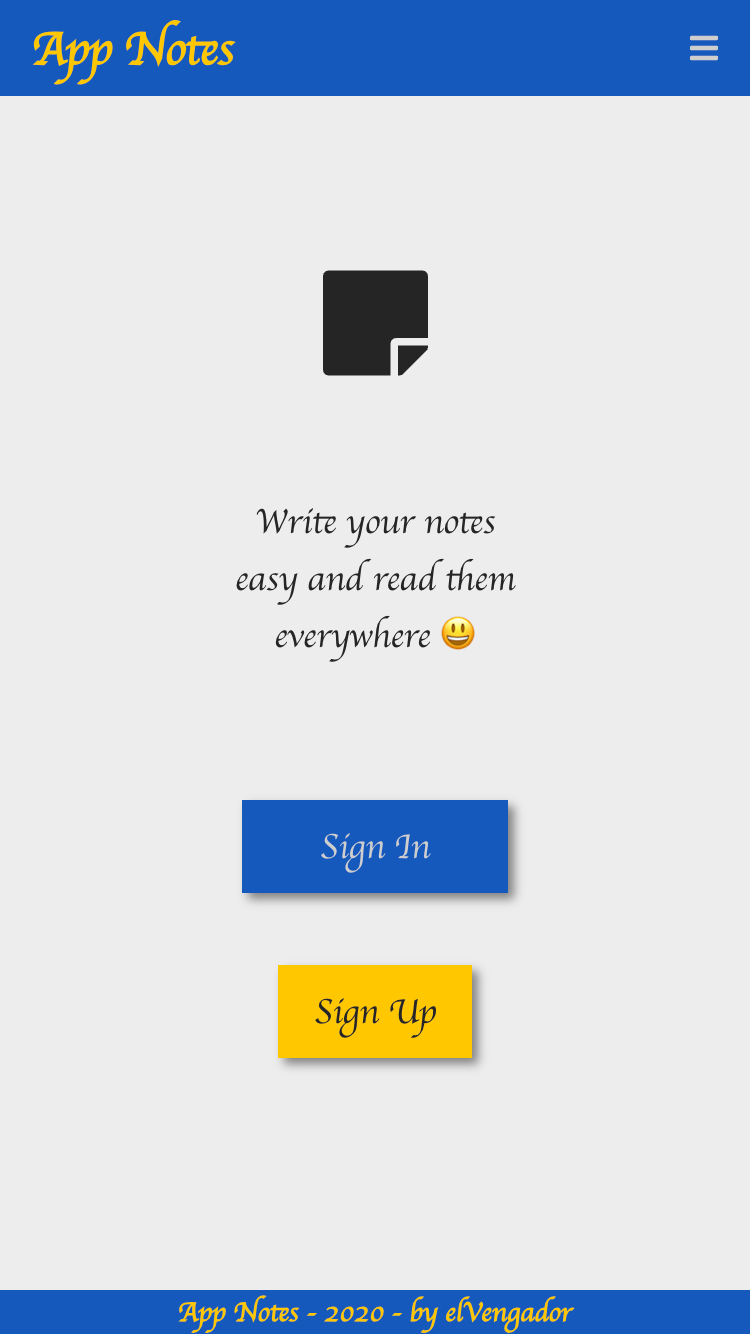 App Notes
Write your notes
easy and read them
everywhere 😃
Sign In
Sign Up
App Notes - 2020 - by elVengador